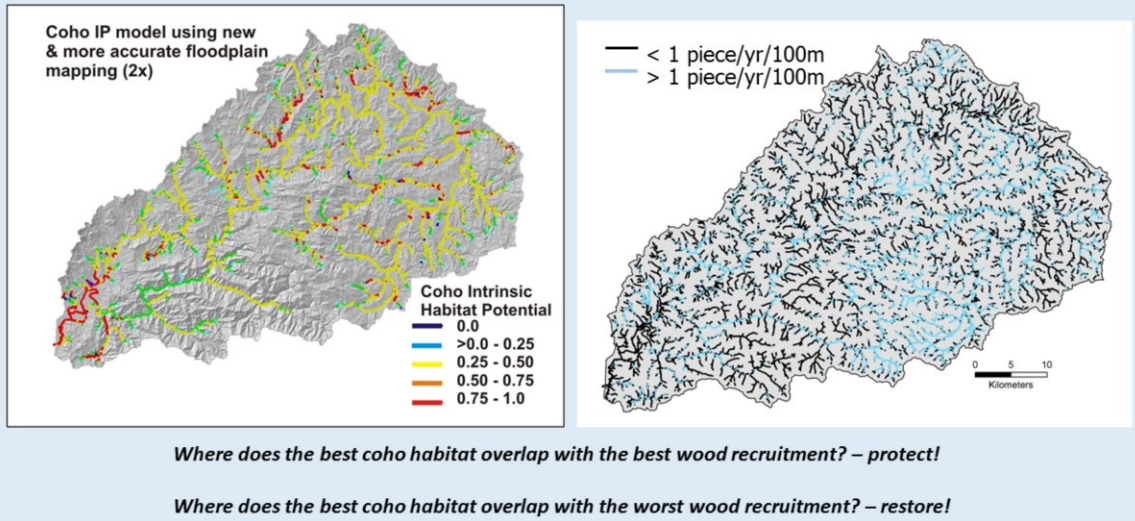 Coho IP model using new
& more accurate floodplain
mapping (2x)
Coho Intrinsic
Habitat Potential
0.0
>0.0 - 0.25
0.25 - 0.50
0.50 - 0.75
0.75 - 1.0
< 1 piece/yr/100m
> 1 piece/yr/100m
0 5 10
Kilometers
Where does the best coho habitat overlap with the best wood recruitment? – protect!
Where does the best coho habitat overlap with the worst wood recruitment? – restore!